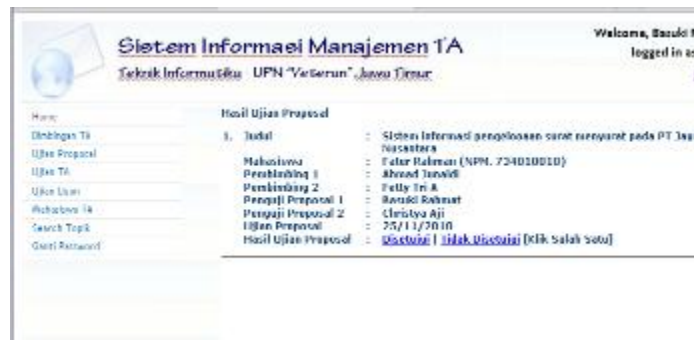 Sistem Informasi Manajemen TA
Welcome, Basuki
logged in as
Teknik Informatika UPN "Veteran" Jawa Timur
Home
Bimbingan TA
Ujian Proposal
Ujian TA
Ujian Lisan
Mahasiswa TA
Search Topik
Ganti Password
Hasil Ujian Proposal
1. Judul : Sistem informasi pengelolaan surat menyurat pada PT
Nusantara
Mahasiswa : Fatur Rahman (NPM. 734010010)
Pembimbing 1 : Ahmad Junaidi
Pembimbing 2 : Fetty Tri A
Penguji Proposal 1 : Basuki Rahmat
Penguji Proposal 2 : Christya Aji
Ujian Proposal : 25/11/2010
Hasil Ujian Proposal : Disetujui | Tidak Disetujui [Klik Salah Satu]